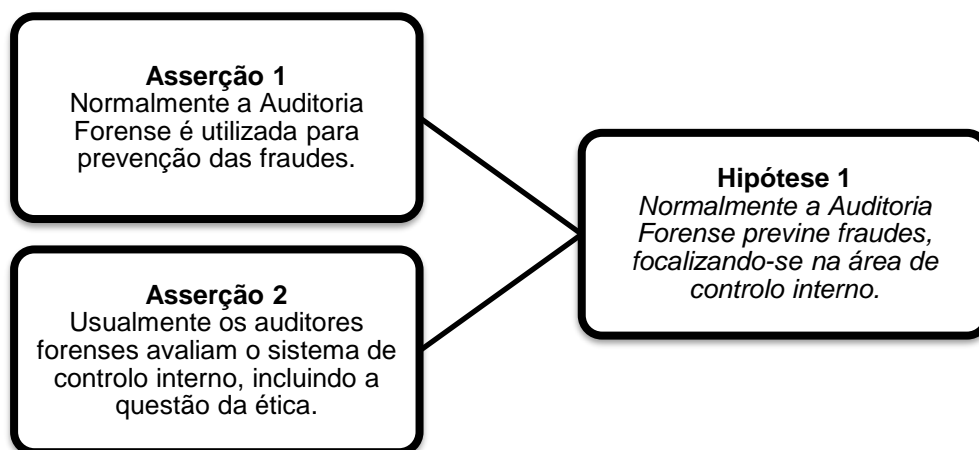 Asserção 1
Normalmente a Auditoria
Forense é utilizada para
prevenção das fraudes.
Asserção 2
Usualmente os auditores
forenses avaliam o sistema de
controlo interno, incluindo a
questão da ética.
Hipótese 1
Normalmente a Auditoria
Forense previne fraudes,
focalizando-se na área de
controlo interno.